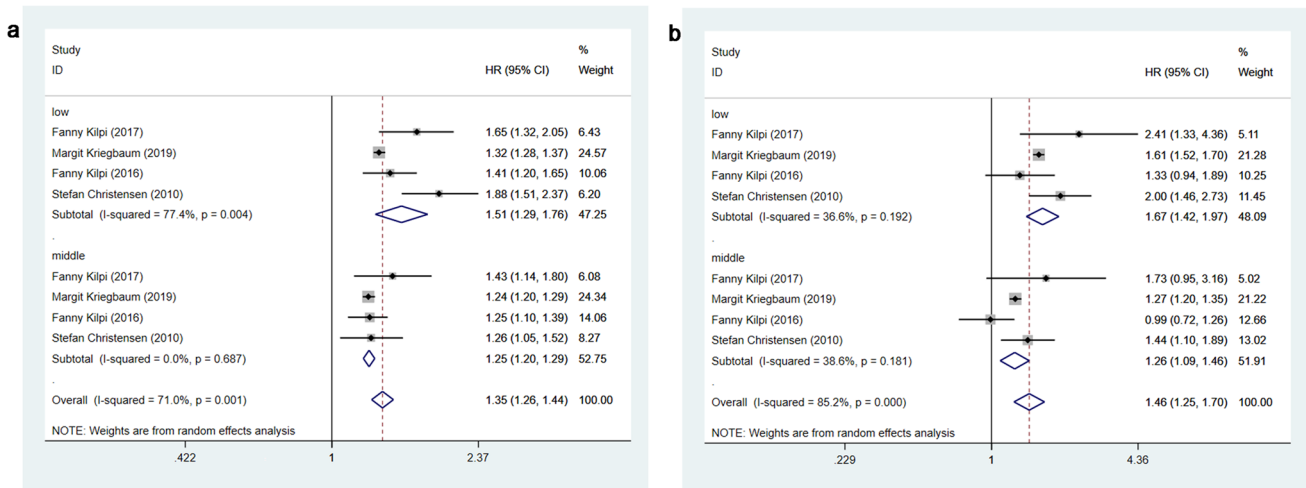 a
Study %
ID HR (95% CI) Weight
low
Fanny Kilpi (2017) 1.65 (1.32, 2.05) 6.43
Margit Kriegbaum (2019) 1.32 (1.28, 1.37) 24.57
Fanny Kilpi (2016) 1.41 (1.20, 1.65) 10.06
Stefan Christensen (2010) 1.88 (1.51, 2.37) 6.20
Subtotal (I-squared = 77.4%, p = 0.004) 1.51 (1.29, 1.76) 47.25
.
middle
Fanny Kilpi (2017) 1.43 (1.14, 1.80) 6.08
Margit Kriegbaum (2019) 1.24 (1.20, 1.29) 24.34
Fanny Kilpi (2016) 1.25 (1.10, 1.39) 14.06
Stefan Christensen (2010) 1.26 (1.05, 1.52) 8.27
Subtotal (I-squared = 0.0%, p = 0.687) 1.25 (1.20, 1.29) 52.75
.
Overall (I-squared = 71.0%, p = 0.001) 1.35 (1.26, 1.44) 100.00
NOTE: Weights are from random effects analysis
.422 1 2.37
b
Study %
ID HR (95% CI) Weight
low
Fanny Kilpi (2017) 2.41 (1.33, 4.36) 5.11
Margit Kriegbaum (2019) 1.61 (1.52, 1.70) 21.28
Fanny Kilpi (2016) 1.33 (0.94, 1.89) 10.25
Stefan Christensen (2010) 2.00 (1.46, 2.73) 11.45
Subtotal (I-squared = 36.6%, p = 0.192) 1.67 (1.42, 1.97) 48.09
.
middle
Fanny Kilpi (2017) 1.73 (0.95, 3.16) 5.02
Margit Kriegbaum (2019) 1.27 (1.20, 1.35) 21.22
Fanny Kilpi (2016) 0.99 (0.72, 1.26) 12.66
Stefan Christensen (2010) 1.44 (1.10, 1.89) 13.02
Subtotal (I-squared = 38.6%, p = 0.181) 1.26 (1.09, 1.46) 51.91
.
Overall (I-squared = 85.2%, p = 0.000) 1.46 (1.25, 1.70) 100.00
NOTE: Weights are from random effects analysis
.229 1 4.36